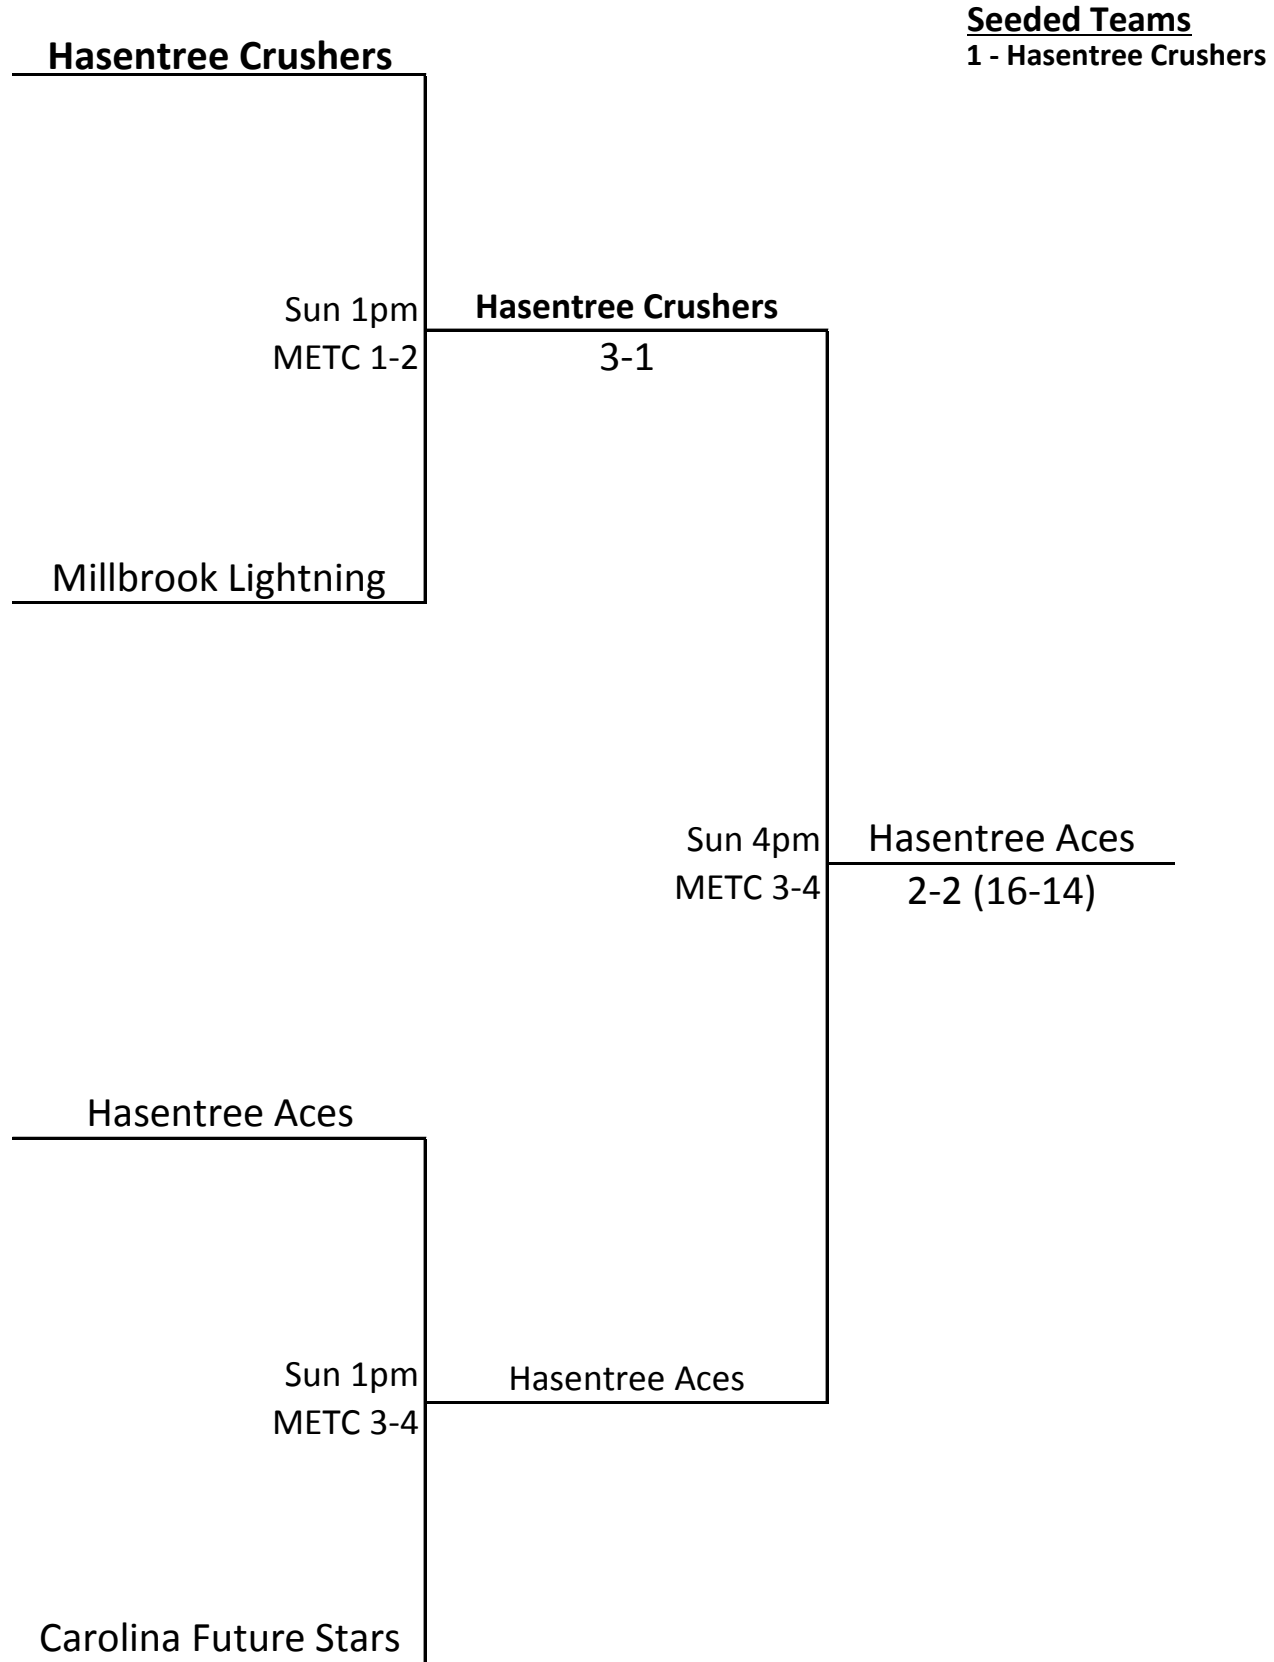 Seeded Teams
1 - Hasentree Crushers
Hasentree Crushers
Sun 1pm
METC 1-2
Hasentree Crushers
3-1
Millbrook Lightning
Sun 4pm
METC 3-4
Hasentree Aces
2-2 (16-14)
Hasentree Aces
Sun 1pm
METC 3-4
Hasentree Aces
Carolina Future Stars